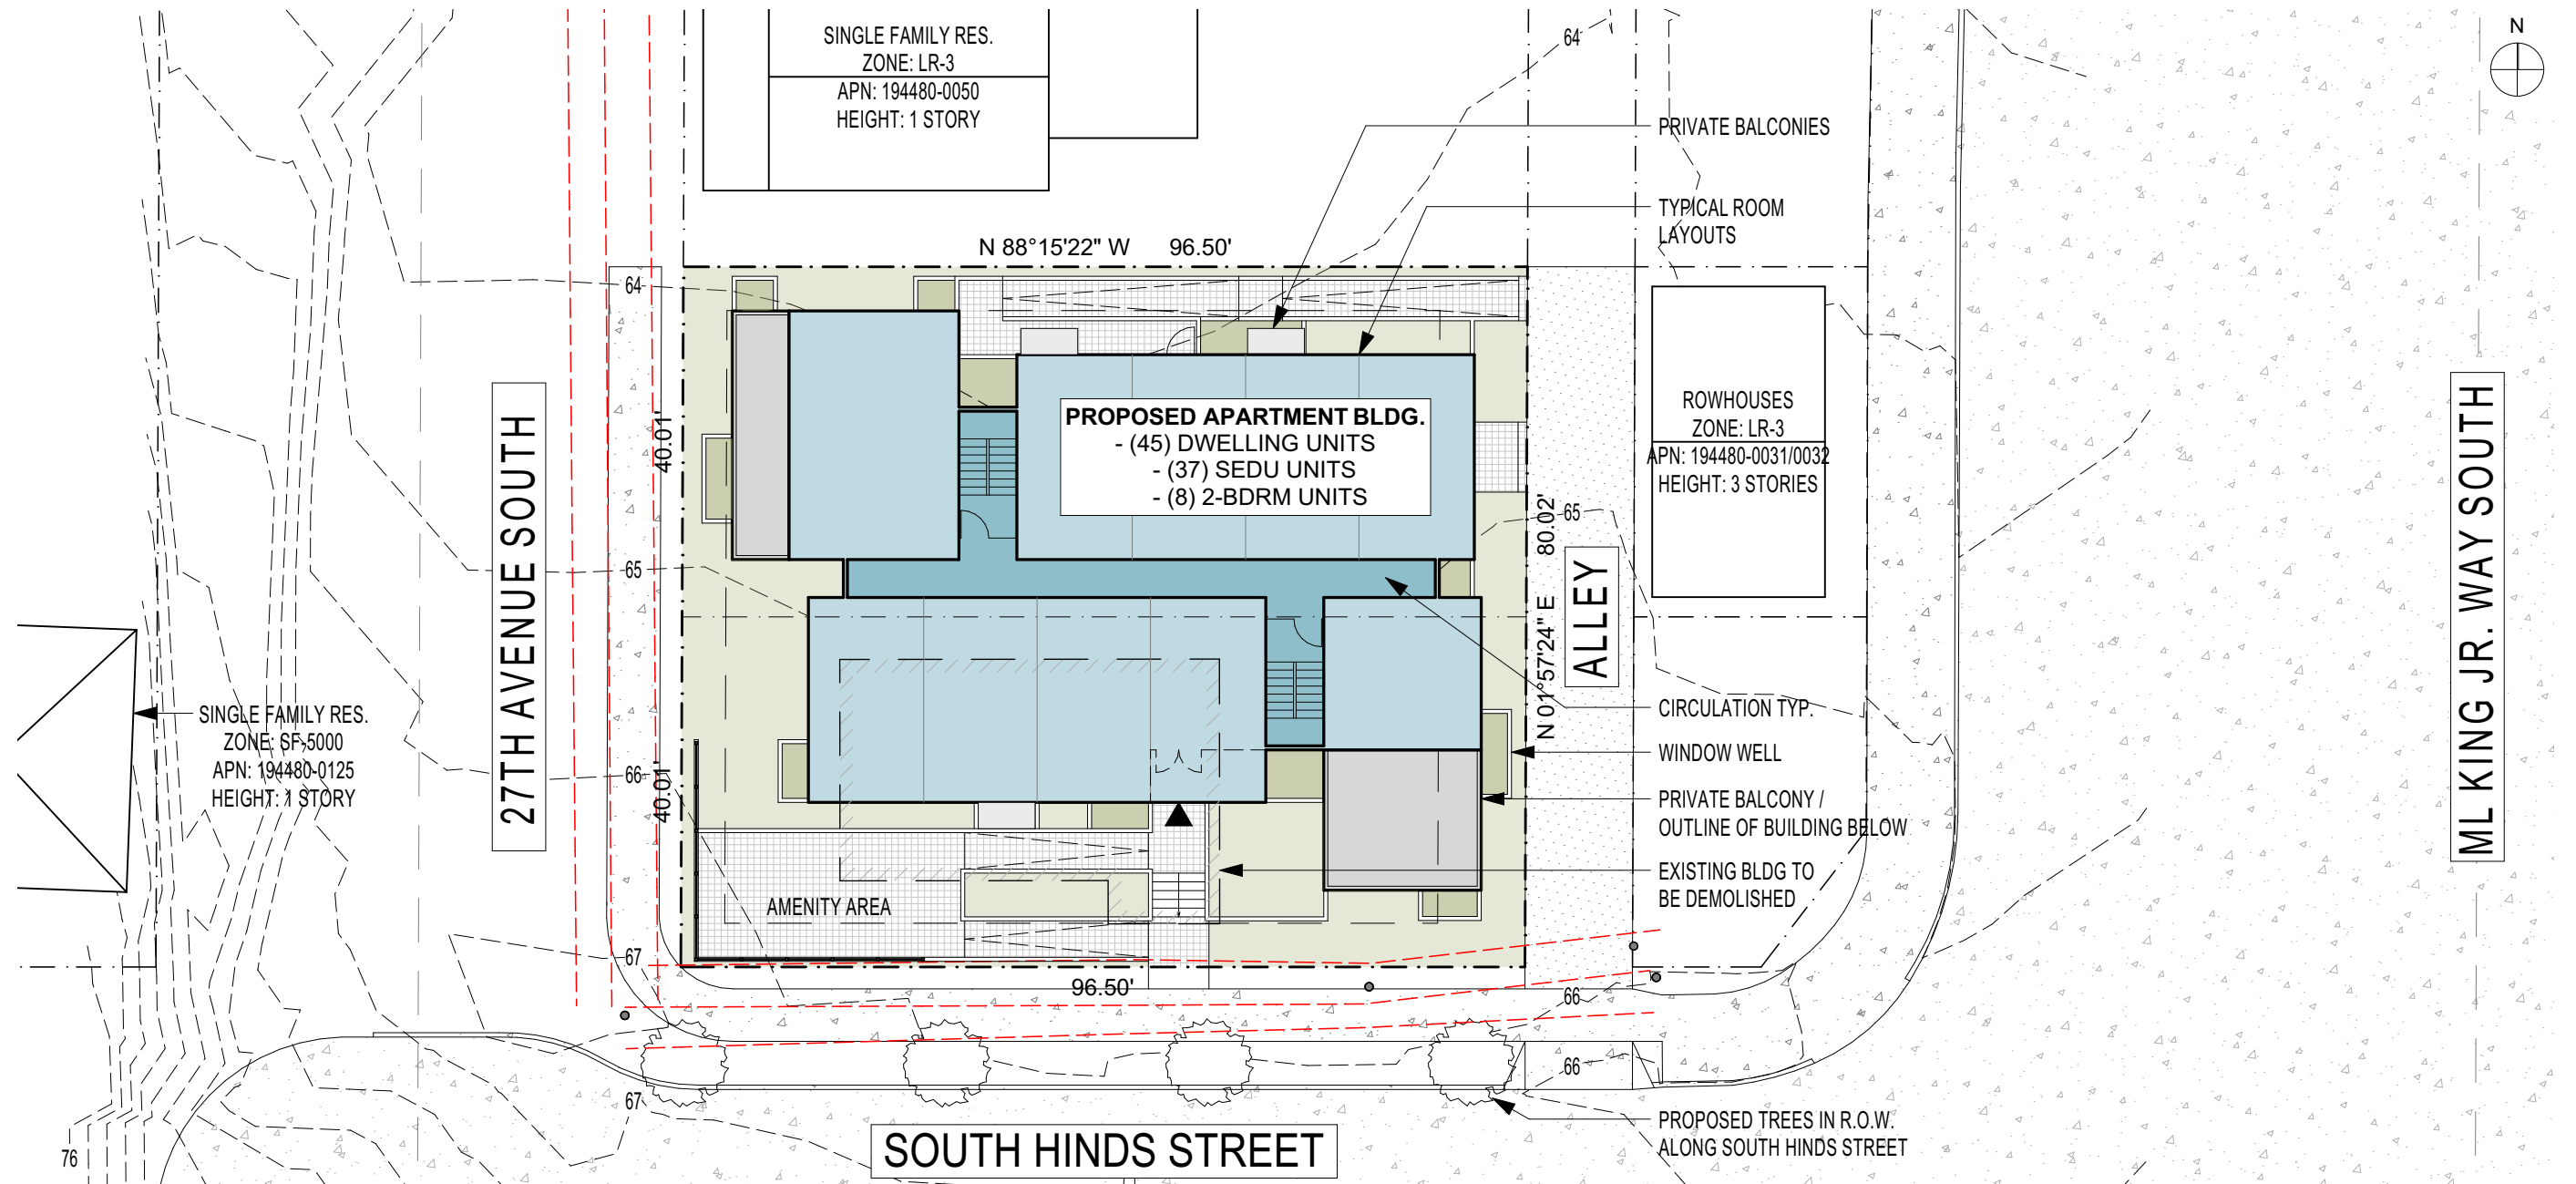 SINGLE FAMILY RES.
ZONE: LR-3
APN: 194480-0050
HEIGHT: 1 STORY
N
64
PRIVATE BALCONIES
TYPICAL ROOM
LAYOUTS
N 88°15'22" W 96.50'
64
40.01'
27TH AVENUE SOUTH
PROPOSED APARTMENT BLDG.
- (45) DWELLING UNITS
- (37) SEDU UNITS
- (8) 2-BDRM UNITS
ROWHOUSES
ZONE: LR-3
APN: 194480-0031/0032
HEIGHT: 3 STORIES
ML KING JR. WAY SOUTH
65
65
N 01°57'24" E 80.02'
ALLEY
SINGLE FAMILY RES.
ZONE: SF-5000
APN: 194480-0125
HEIGHT: 1 STORY
66
40.01'
CIRCULATION TYP.
WINDOW WELL
PRIVATE BALCONY /
OUTLINE OF BUILDING BELOW
EXISTING BLDG TO
BE DEMOLISHED
AMENITY AREA
67
96.50'
66
66
67
PROPOSED TREES IN R.O.W.
ALONG SOUTH HINDS STREET
SOUTH HINDS STREET
76